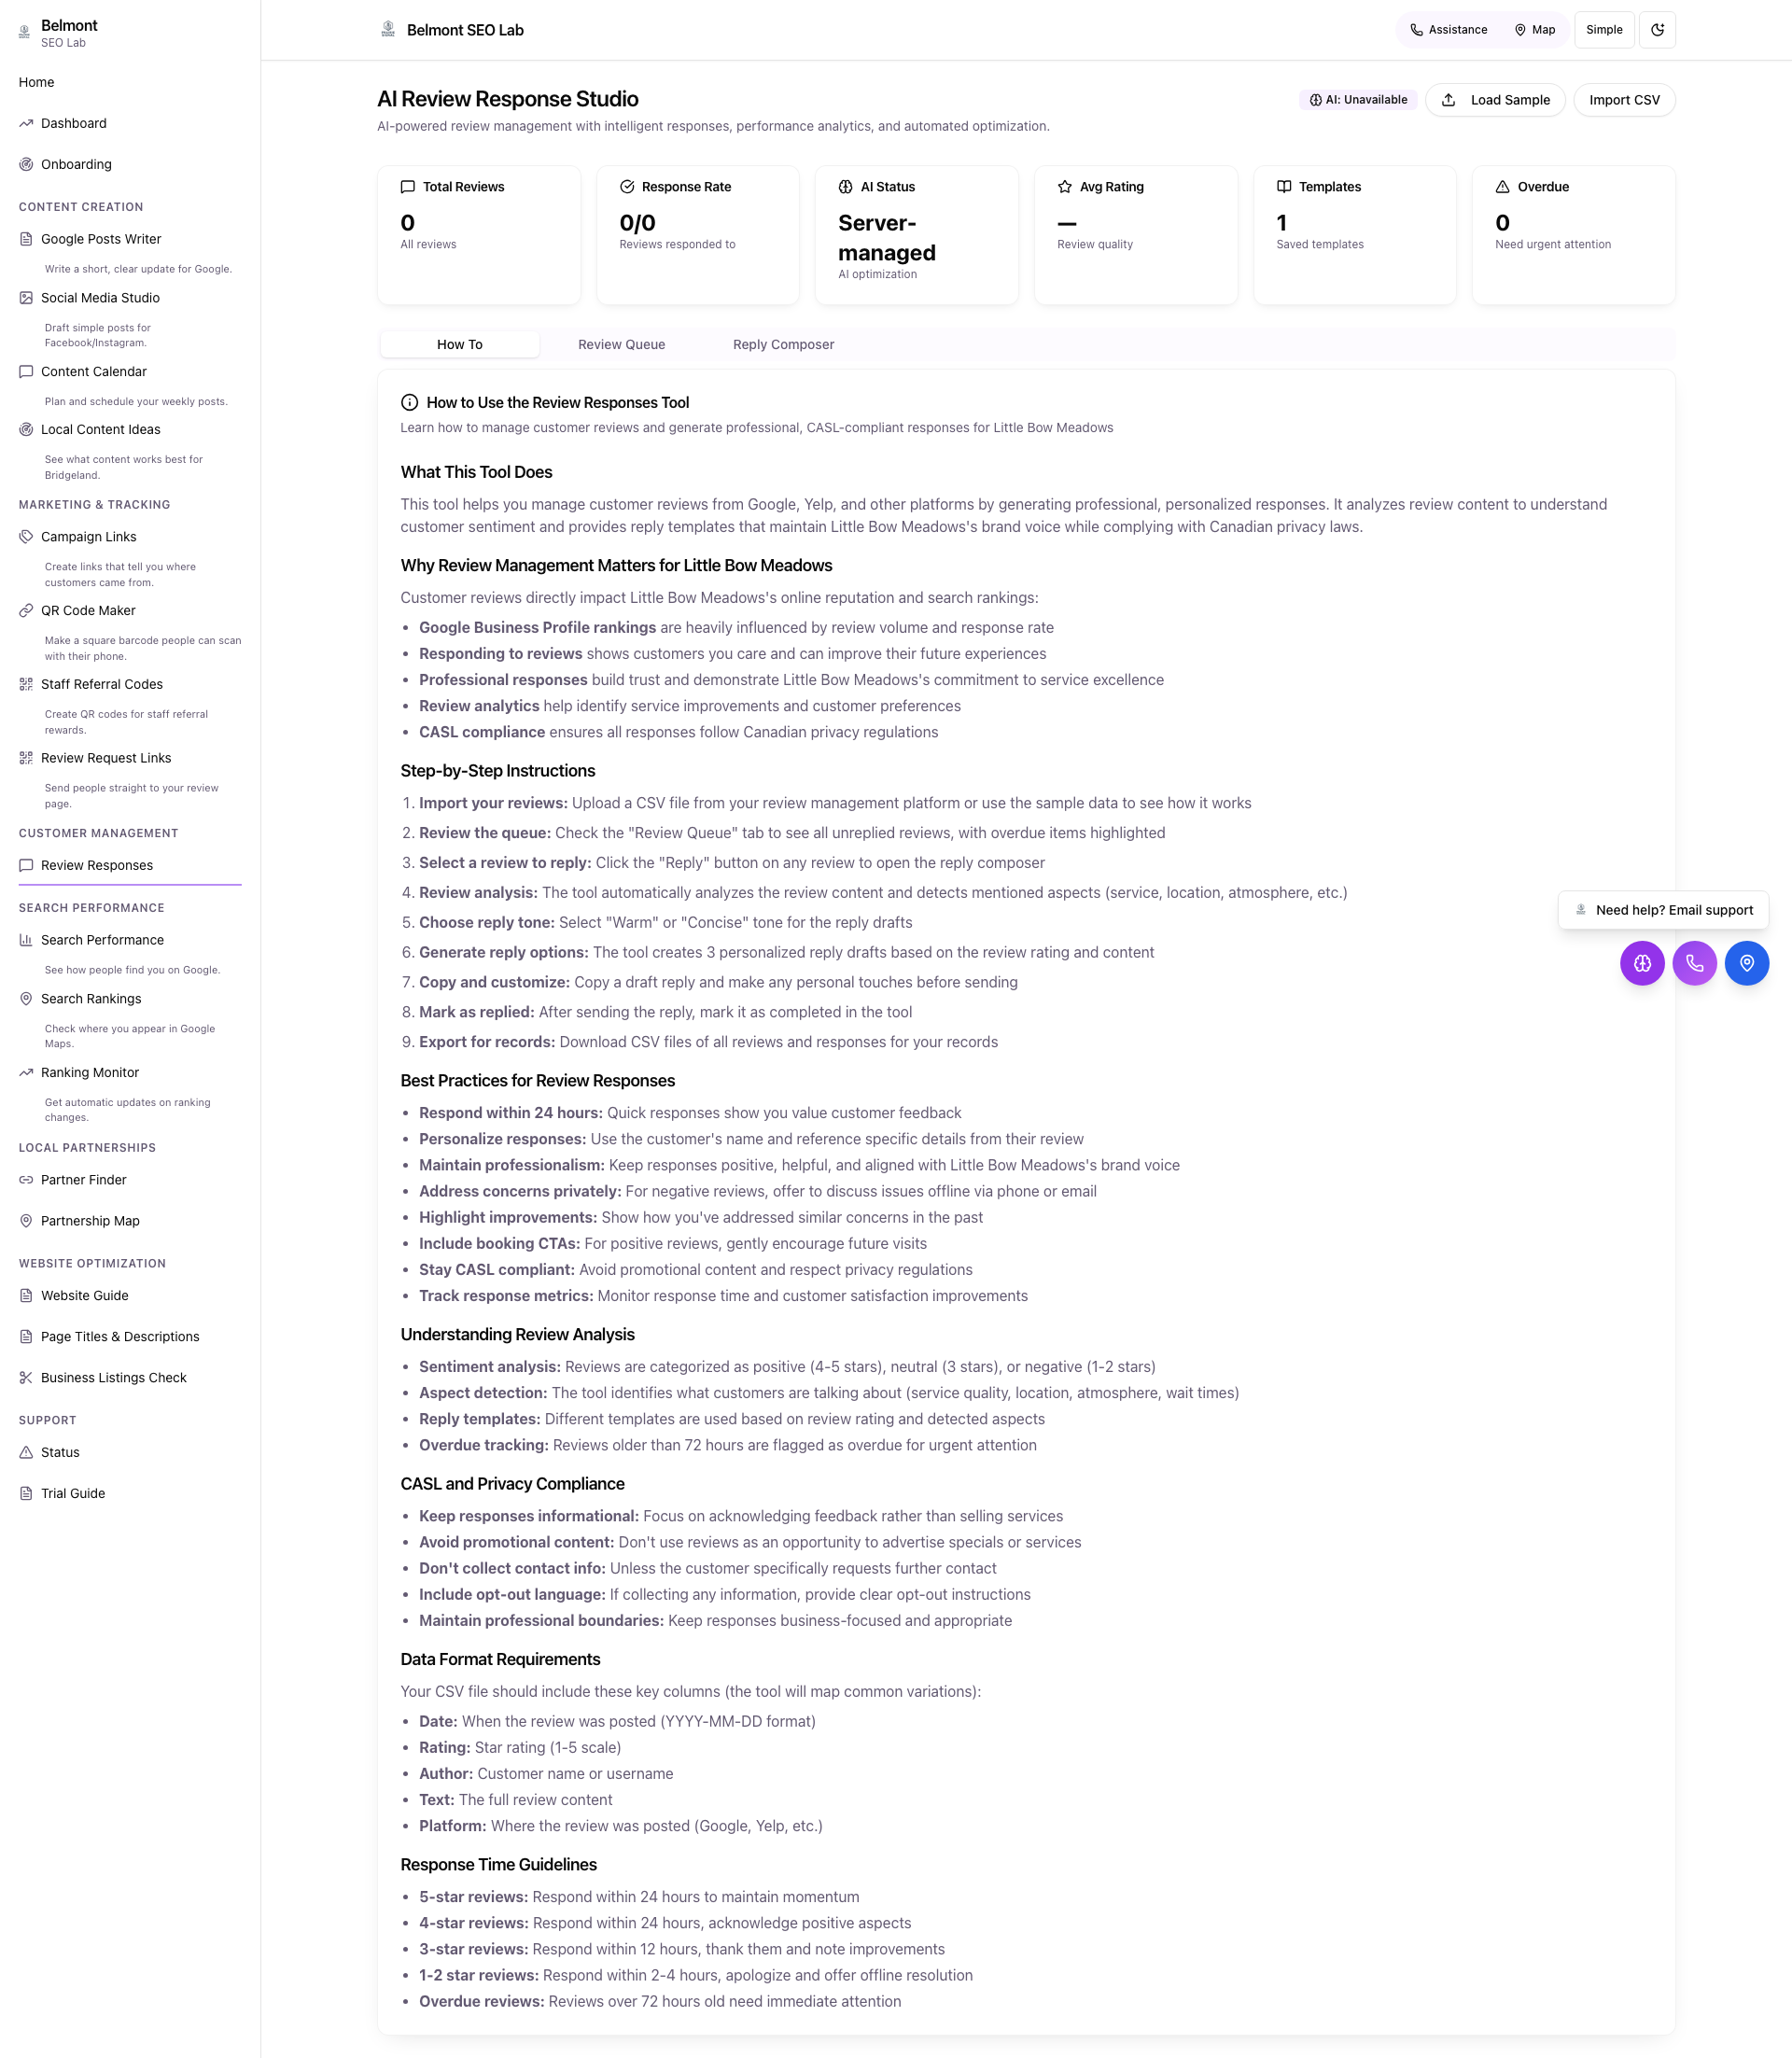 Belmont
SEO Lab
Home
Dashboard
Onboarding
CONTENT CREATION
Google Posts Writer
Write a short, clear update for Google.
Social Media Studio
Draft simple posts for
Facebook/Instagram.
Content Calendar
Plan and schedule your weekly posts.
Local Content Ideas
See what content works best for
Bridgeland.
MARKETING & TRACKING
Campaign Links
Create links that tell you where
customers came from.
QR Code Maker
Make a square barcode people can scan
with their phone.
Staff Referral Codes
Create QR codes for staff referral
rewards.
Review Request Links
Send people straight to your review
page.
CUSTOMER MANAGEMENT
Review Responses
SEARCH PERFORMANCE
Search Performance
See how people find you on Google.
Search Rankings
Check where you appear in Google
Maps.
Ranking Monitor
Get automatic updates on ranking
changes.
LOCAL PARTNERSHIPS
Partner Finder
Partnership Map
WEBSITE OPTIMIZATION
Website Guide
Page Titles & Descriptions
Business Listings Check
SUPPORT
Status
Trial Guide
Belmont SEO Lab
Assistance
Map
Simple
AI Review Response Studio
AI-powered review management with intelligent responses, performance analytics, and automated optimization.
AI: Unavailable
Load Sample
Import CSV
Total Reviews
0
All reviews
Response Rate
0/0
Reviews responded to
AI Status
Server-
managed
AI optimization
Avg Rating
—
Review quality
Templates
1
Saved templates
Overdue
0
Need urgent attention
How To
Review Queue
Reply Composer
How to Use the Review Responses Tool
Learn how to manage customer reviews and generate professional, CASL-compliant responses for Little Bow Meadows
What This Tool Does
This tool helps you manage customer reviews from Google, Yelp, and other platforms by generating professional, personalized responses. It analyzes review content to understand
customer sentiment and provides reply templates that maintain Little Bow Meadows's brand voice while complying with Canadian privacy laws.
Why Review Management Matters for Little Bow Meadows
Customer reviews directly impact Little Bow Meadows's online reputation and search rankings:
• Google Business Profile rankings are heavily influenced by review volume and response rate
• Responding to reviews shows customers you care and can improve their future experiences
• Professional responses build trust and demonstrate Little Bow Meadows's commitment to service excellence
• Review analytics help identify service improvements and customer preferences
• CASL compliance ensures all responses follow Canadian privacy regulations
Step-by-Step Instructions
1. Import your reviews: Upload a CSV file from your review management platform or use the sample data to see how it works
2. Review the queue: Check the "Review Queue" tab to see all unreplied reviews, with overdue items highlighted
3. Select a review to reply: Click the "Reply" button on any review to open the reply composer
4. Review analysis: The tool automatically analyzes the review content and detects mentioned aspects (service, location, atmosphere, etc.)
5. Choose reply tone: Select "Warm" or "Concise" tone for the reply drafts
6. Generate reply options: The tool creates 3 personalized reply drafts based on the review rating and content
7. Copy and customize: Copy a draft reply and make any personal touches before sending
8. Mark as replied: After sending the reply, mark it as completed in the tool
9. Export for records: Download CSV files of all reviews and responses for your records
Best Practices for Review Responses
• Respond within 24 hours: Quick responses show you value customer feedback
• Personalize responses: Use the customer's name and reference specific details from their review
• Maintain professionalism: Keep responses positive, helpful, and aligned with Little Bow Meadows's brand voice
• Address concerns privately: For negative reviews, offer to discuss issues offline via phone or email
• Highlight improvements: Show how you've addressed similar concerns in the past
• Include booking CTAs: For positive reviews, gently encourage future visits
• Stay CASL compliant: Avoid promotional content and respect privacy regulations
• Track response metrics: Monitor response time and customer satisfaction improvements
Understanding Review Analysis
• Sentiment analysis: Reviews are categorized as positive (4-5 stars), neutral (3 stars), or negative (1-2 stars)
• Aspect detection: The tool identifies what customers are talking about (service quality, location, atmosphere, wait times)
• Reply templates: Different templates are used based on review rating and detected aspects
• Overdue tracking: Reviews older than 72 hours are flagged as overdue for urgent attention
CASL and Privacy Compliance
• Keep responses informational: Focus on acknowledging feedback rather than selling services
• Avoid promotional content: Don't use reviews as an opportunity to advertise specials or services
• Don't collect contact info: Unless the customer specifically requests further contact
• Include opt-out language: If collecting any information, provide clear opt-out instructions
• Maintain professional boundaries: Keep responses business-focused and appropriate
Data Format Requirements
Your CSV file should include these key columns (the tool will map common variations):
• Date: When the review was posted (YYYY-MM-DD format)
• Rating: Star rating (1-5 scale)
• Author: Customer name or username
• Text: The full review content
• Platform: Where the review was posted (Google, Yelp, etc.)
Response Time Guidelines
• 5-star reviews: Respond within 24 hours to maintain momentum
• 4-star reviews: Respond within 24 hours, acknowledge positive aspects
• 3-star reviews: Respond within 12 hours, thank them and note improvements
• 1-2 star reviews: Respond within 2-4 hours, apologize and offer offline resolution
• Overdue reviews: Reviews over 72 hours old need immediate attention
Need help? Email support